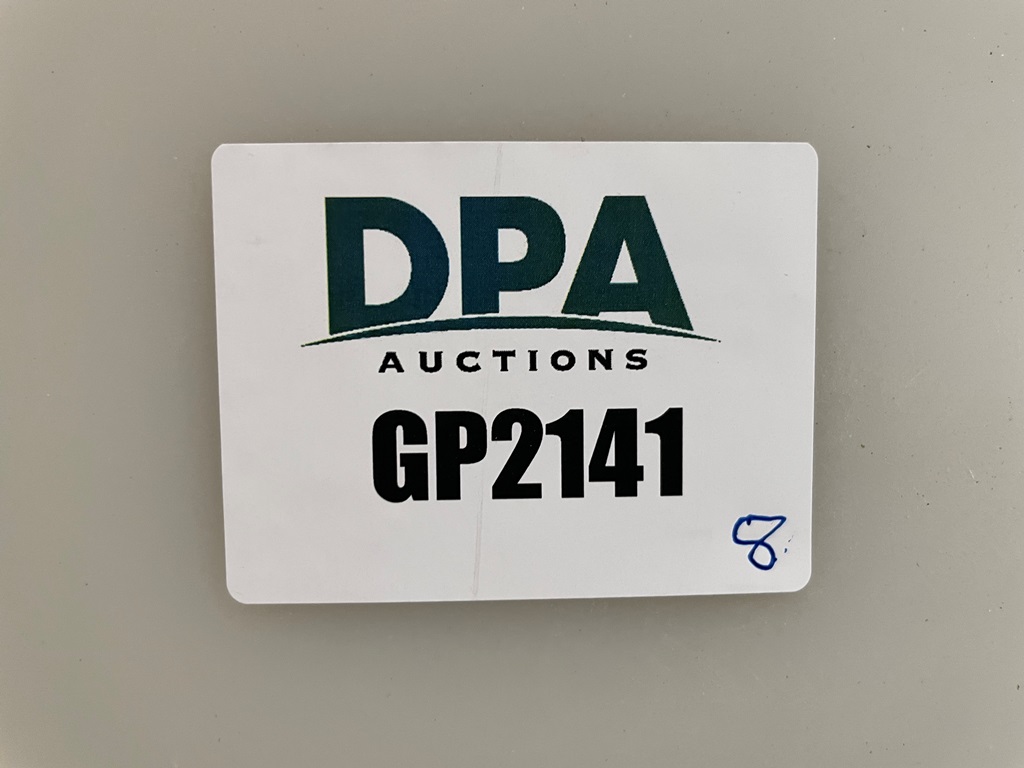 DPA
AUCTIONS
GP2141
8